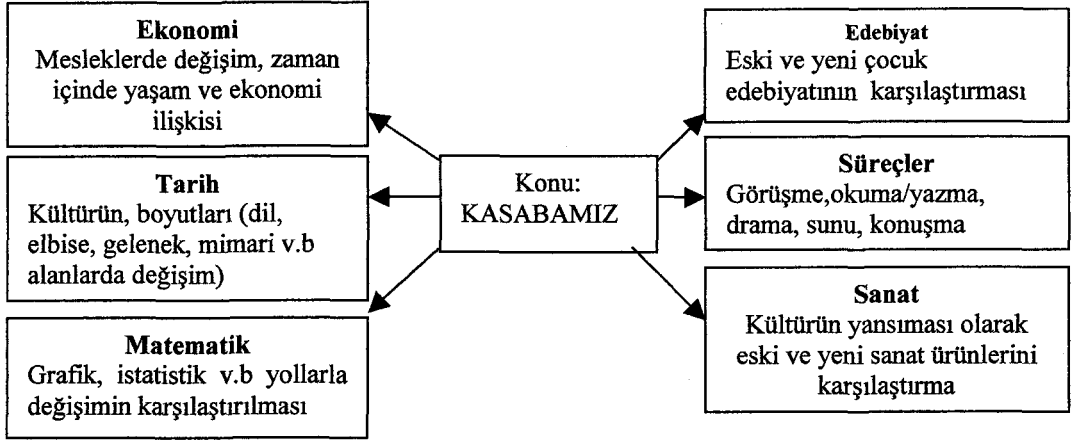 Ekonomi
Mesleklerde değişim, zaman
içinde yaşam ve ekonomi
ilişkisi
Tarih
Kültürün, boyutları (dil,
elbise, gelenek, mimari v.b
alanlarda değişim)
Matematik
Grafik, istatistik v.b yollarla
değişimin karşılaştırılması
Konu:
KASABAMIZ
Edebiyat
Eski ve yeni çocuk
edebiyatının karşılaştırması
Süreçler
Görüşme,okuma/yazma,
drama, sunu, konuşma
Sanat
Kültürün yansıması olarak
eski ve yeni sanat ürünlerini
karşılaştırma